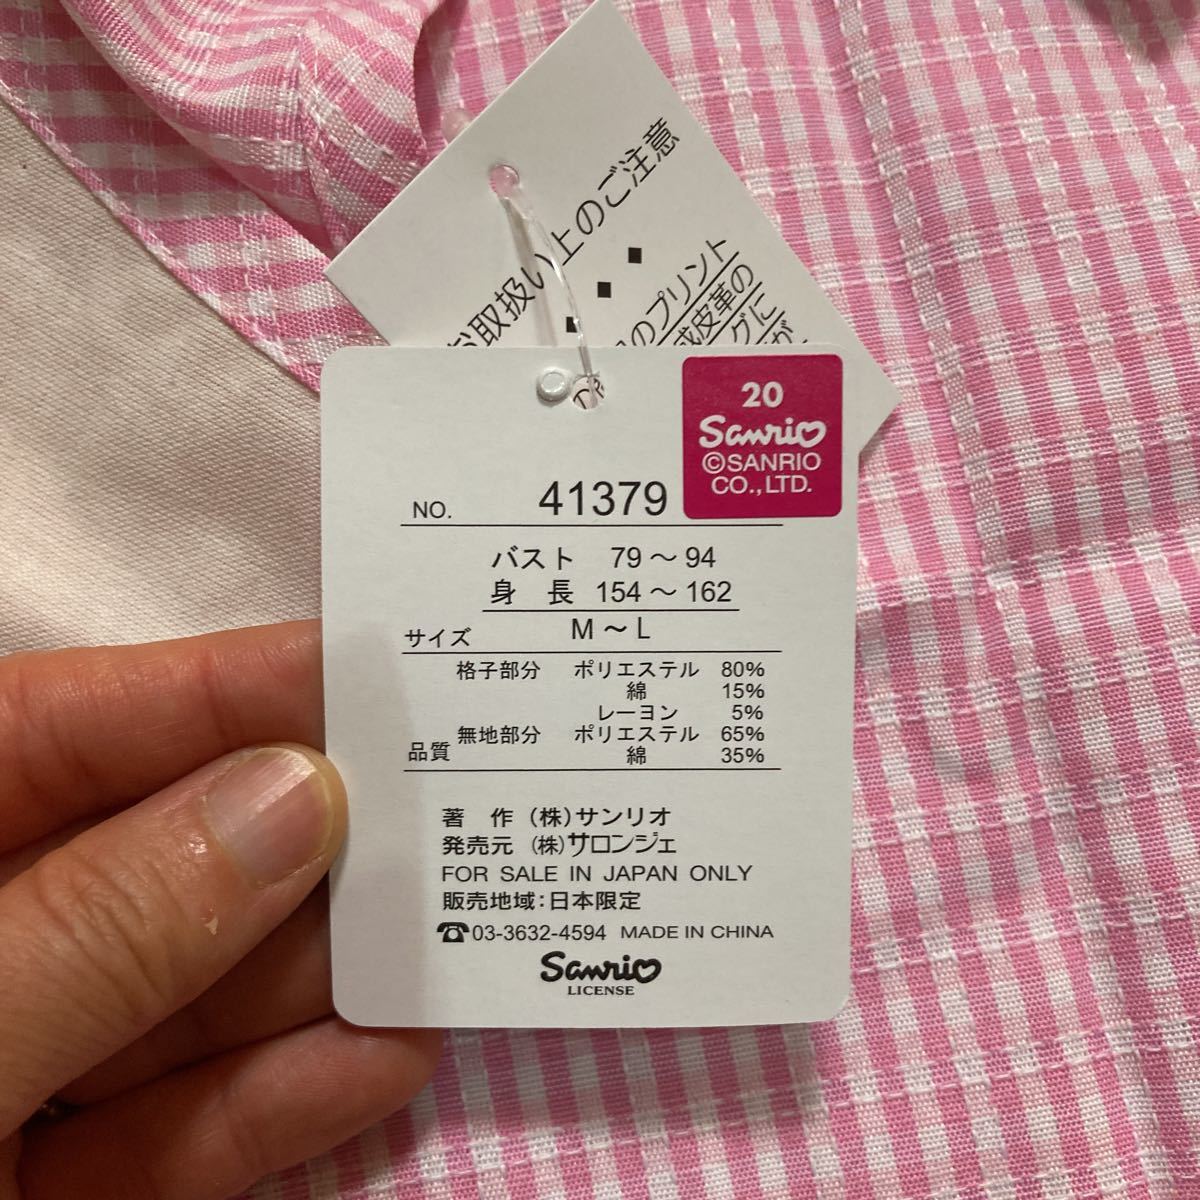 お取扱い上のご注意
■■■
のプリント
成皮革の
グに
が
20
Sanrio
©SANRIO
CO.,LTD.
NO. 41379
バスト 79～94
身 長 154～162
サイズ M～L
格子部分 ポリエステル 80%
綿 15%
レーヨン 5%
無地部分 ポリエステル 65%
品質 綿 35%
著 作 (株)サンリオ
発売元 (株)サロンジェ
FOR SALE IN JAPAN ONLY
販売地域:日本限定
☎03-3632-4594 MADE IN CHINA
Sanrio
LICENSE